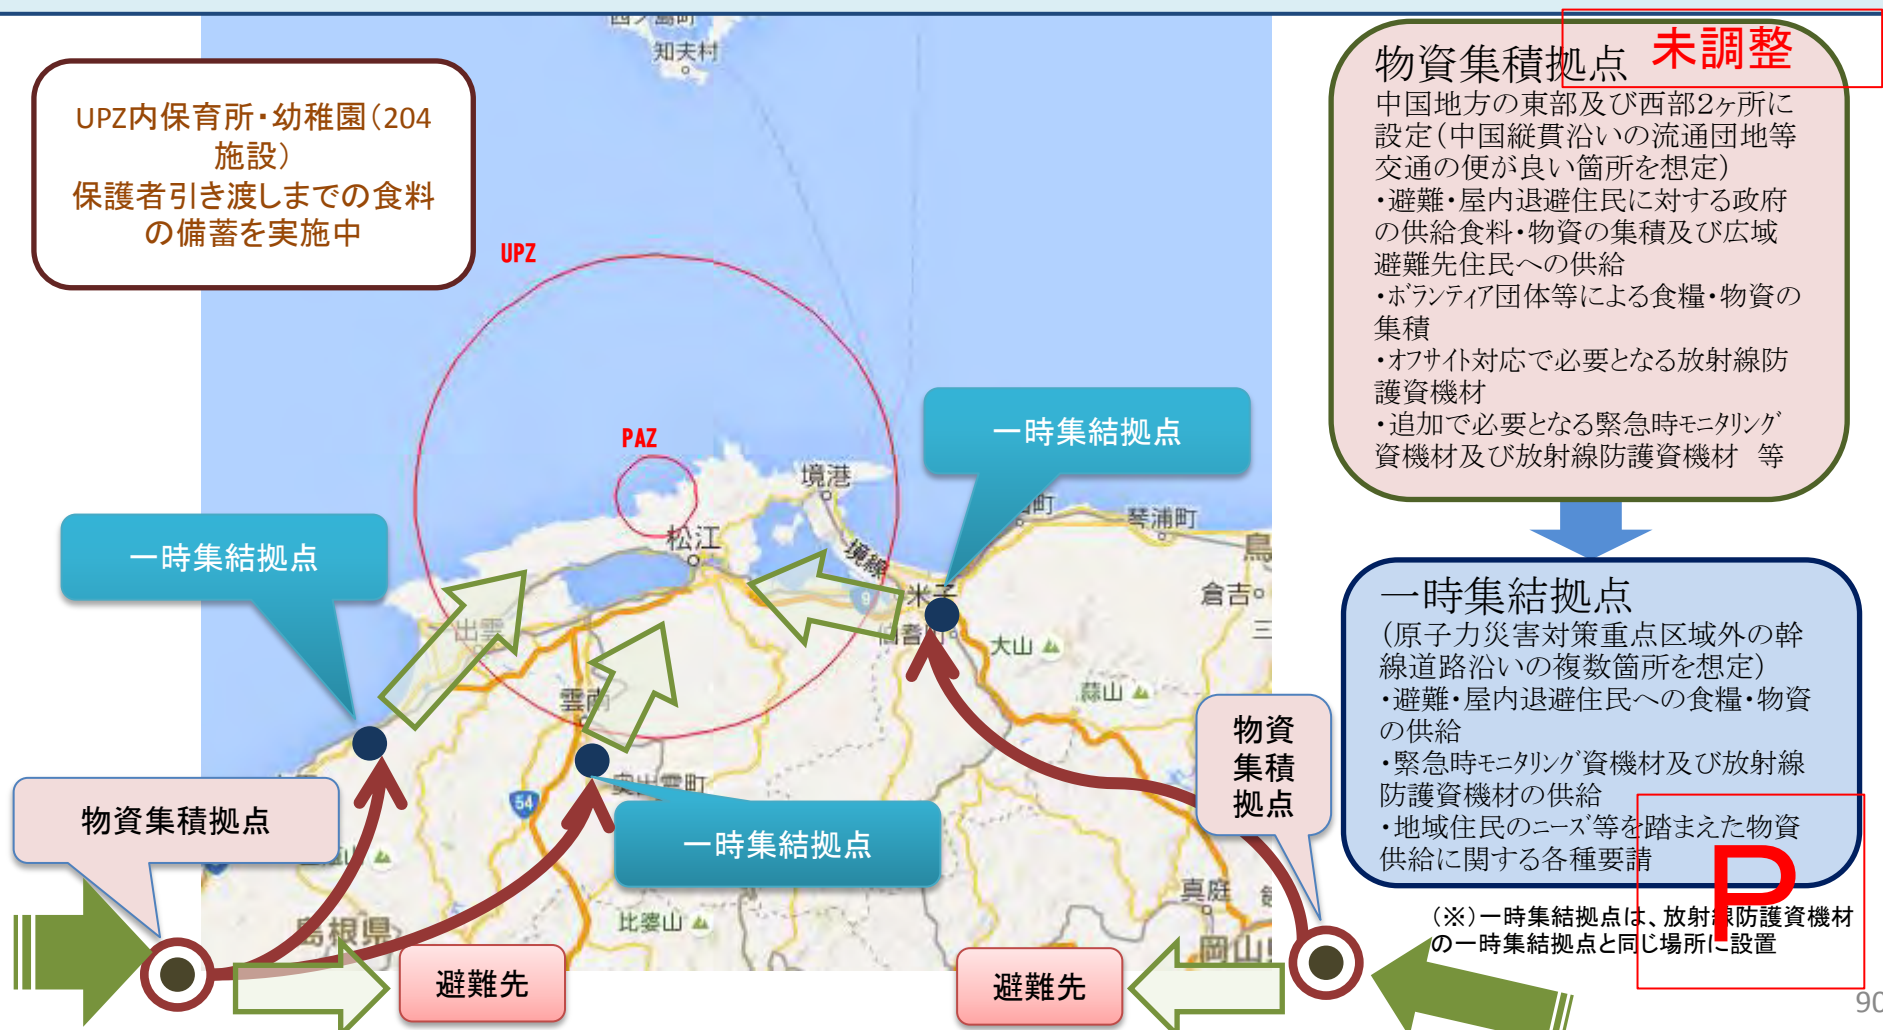 UPZ内保育所・幼稚園(204
施設)
保護者引き渡しまでの食料
の備蓄を実施中
知夫村
UPZ
PAZ
境港
松江
境線
9
米子
琴浦町
倉吉
大山
蒜山
出雲
雲南
奥出雲町
54
比婆山
島根県
真庭
一時集結拠点
一時集結拠点
一時集結拠点
物資集積拠点
物資
集積
拠点
避難先
避難先
未調整
物資集積拠点
中国地方の東部及び西部2ヶ所に
設定(中国縦貫沿いの流通団地等
交通の便が良い箇所を想定)
・避難・屋内退避住民に対する政府
の供給食料・物資の集積及び広域
避難先住民への供給
・ボランティア団体等による食糧・物資の
集積
・オフサイト対応で必要となる放射線防
護資機材
・追加で必要となる緊急時モニタリング
資機材及び放射線防護資機材 等
一時集結拠点
(原子力災害対策重点区域外の幹
線道路沿いの複数箇所を想定)
・避難・屋内退避住民への食糧・物資
の供給
・緊急時モニタリング資機材及び放射線
防護資機材の供給
・地域住民のニーズ等を踏まえた物資
供給に関する各種要請
P
(※)一時集結拠点は、放射線防護資機材
の一時集結拠点と同じ場所に設置
90